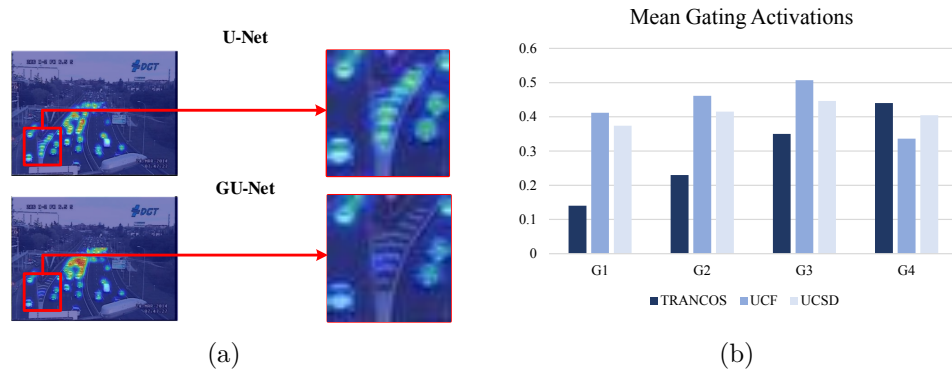 U-Net
DGT
GU-Net
DGT
(a)
Mean Gating Activations
0.6
0.5
0.4
0.3
0.2
0.1
0
G1 G2 G3 G4
TRANCOS UCF UCSD
(b)